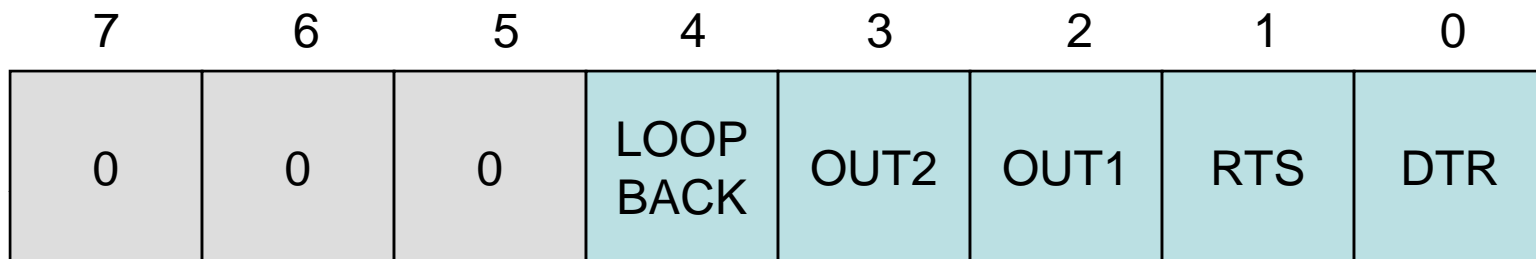 7 6 5 4 3 2 1 0
0 0 0 LOOP BACK OUT2 OUT1 RTS DTR